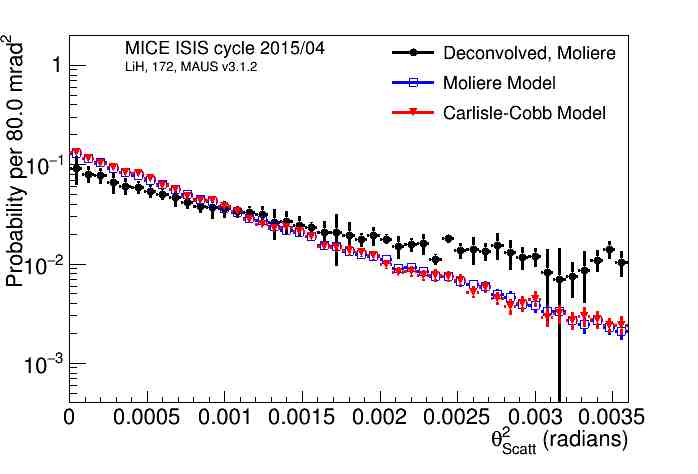 MICE ISIS cycle 2015/04
LiH, 172, MAUS v3.1.2
Deconvolved, Moliere
Moliere Model
Carlisle-Cobb Model
Probability per 80.0 mrad²
1
10⁻¹
10⁻²
10⁻³
0 0.0005 0.001 0.0015 0.002 0.0025 0.003 0.0035
θ²Scatt (radians)